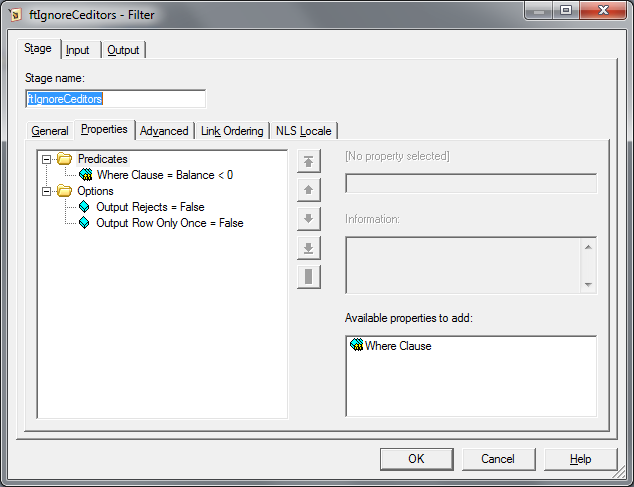 ftIgnoreCeditors - Filter
Stage
Input
Output
Stage name:
ftIgnoreCeditors
General
Properties
Advanced
Link Ordering
NLS Locale
Predicates
Where Clause = Balance < 0
Options
Output Rejects = False
Output Row Only Once = False
[No property selected]
Information:
Available properties to add:
Where Clause
OK
Cancel
Help